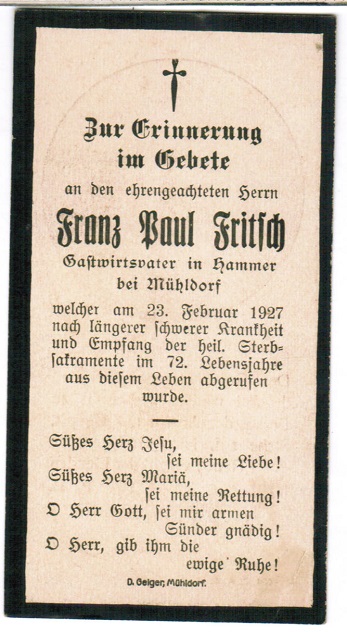 Zur Erinnerung
im Gebete
an den ehrengeachteten Herrn
Franz Paul Fritsch
Gastwirtsvater in Hammer
bei Mühldorf
welcher am 23. Februar 1927
nach längerer schwerer Krankheit
und Empfang der heil. Sterb-
sakramente im 72. Lebensjahre
aus diesem Leben abgerufen
wurde.
Süßes Herz Jesu,
sei meine Liebe!
Süßes Herz Mariä,
sei meine Rettung!
O Herr Gott, sei mir armen
Sünder gnädig!
O Herr, gib ihm die
ewige Ruhe!
D. Geiger, Mühldorf.